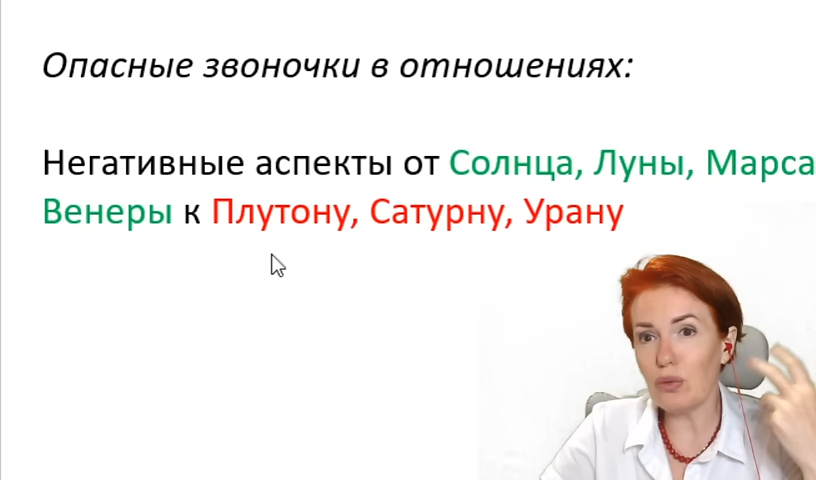 Опасные звоночки в отношениях:
Негативные аспекты от Солнца, Луны, Марса
Венеры к Плутону, Сатурну, Урану